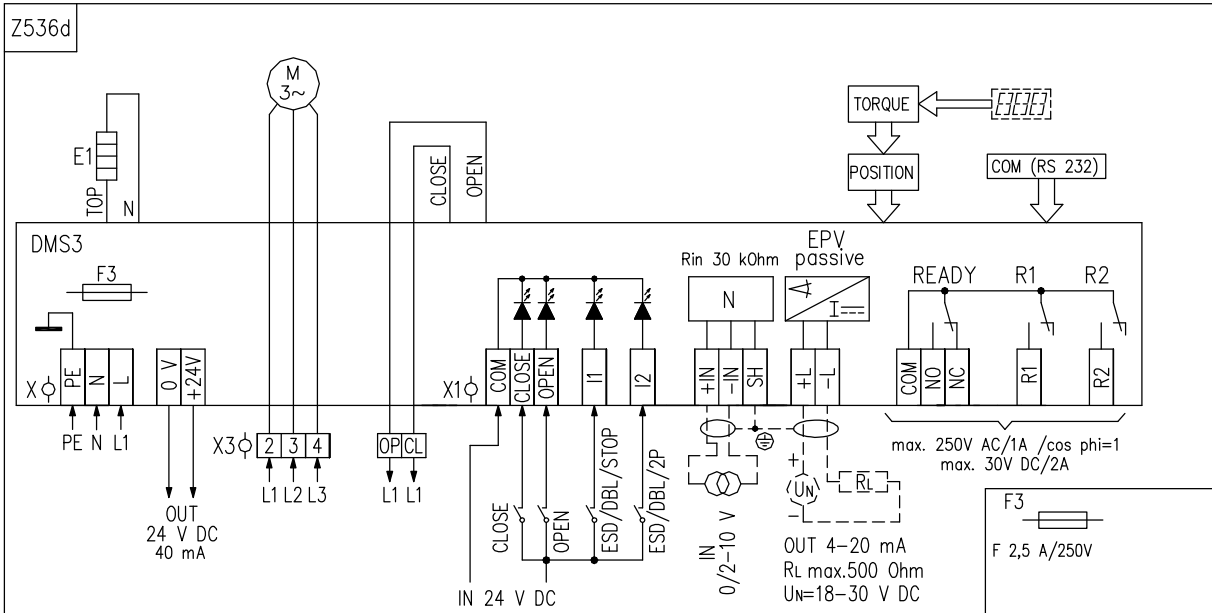 Z536d
M
3~
E1
TOP
N
CLOSE
OPEN
TORQUE
POSITION
COM (RS 232)
DMS3
F3
Rin 30 kOhm
N
EPV
passive
I
READY
R1
R2
X
PE
N
L
0 V
+24V
X1
COM
CLOSE
OPEN
I1
I2
+IN
-IN
SH
+L
-L
COM
NO
NC
R1
R2
PE N L1
OUT
24 V DC
40 mA
X3
2 3 4
L1 L2 L3
OP CL
L1 L1
CLOSE
OPEN
ESD/DBL/STOP
ESD/DBL/2P
IN 24 V DC
IN
0/2-10 V
+
UN
-
RL
OUT 4-20 mA
RL max.500 Ohm
UN=18-30 V DC
max. 250V AC/1A /cos phi=1
max. 30V DC/2A
F3
F 2,5 A/250V